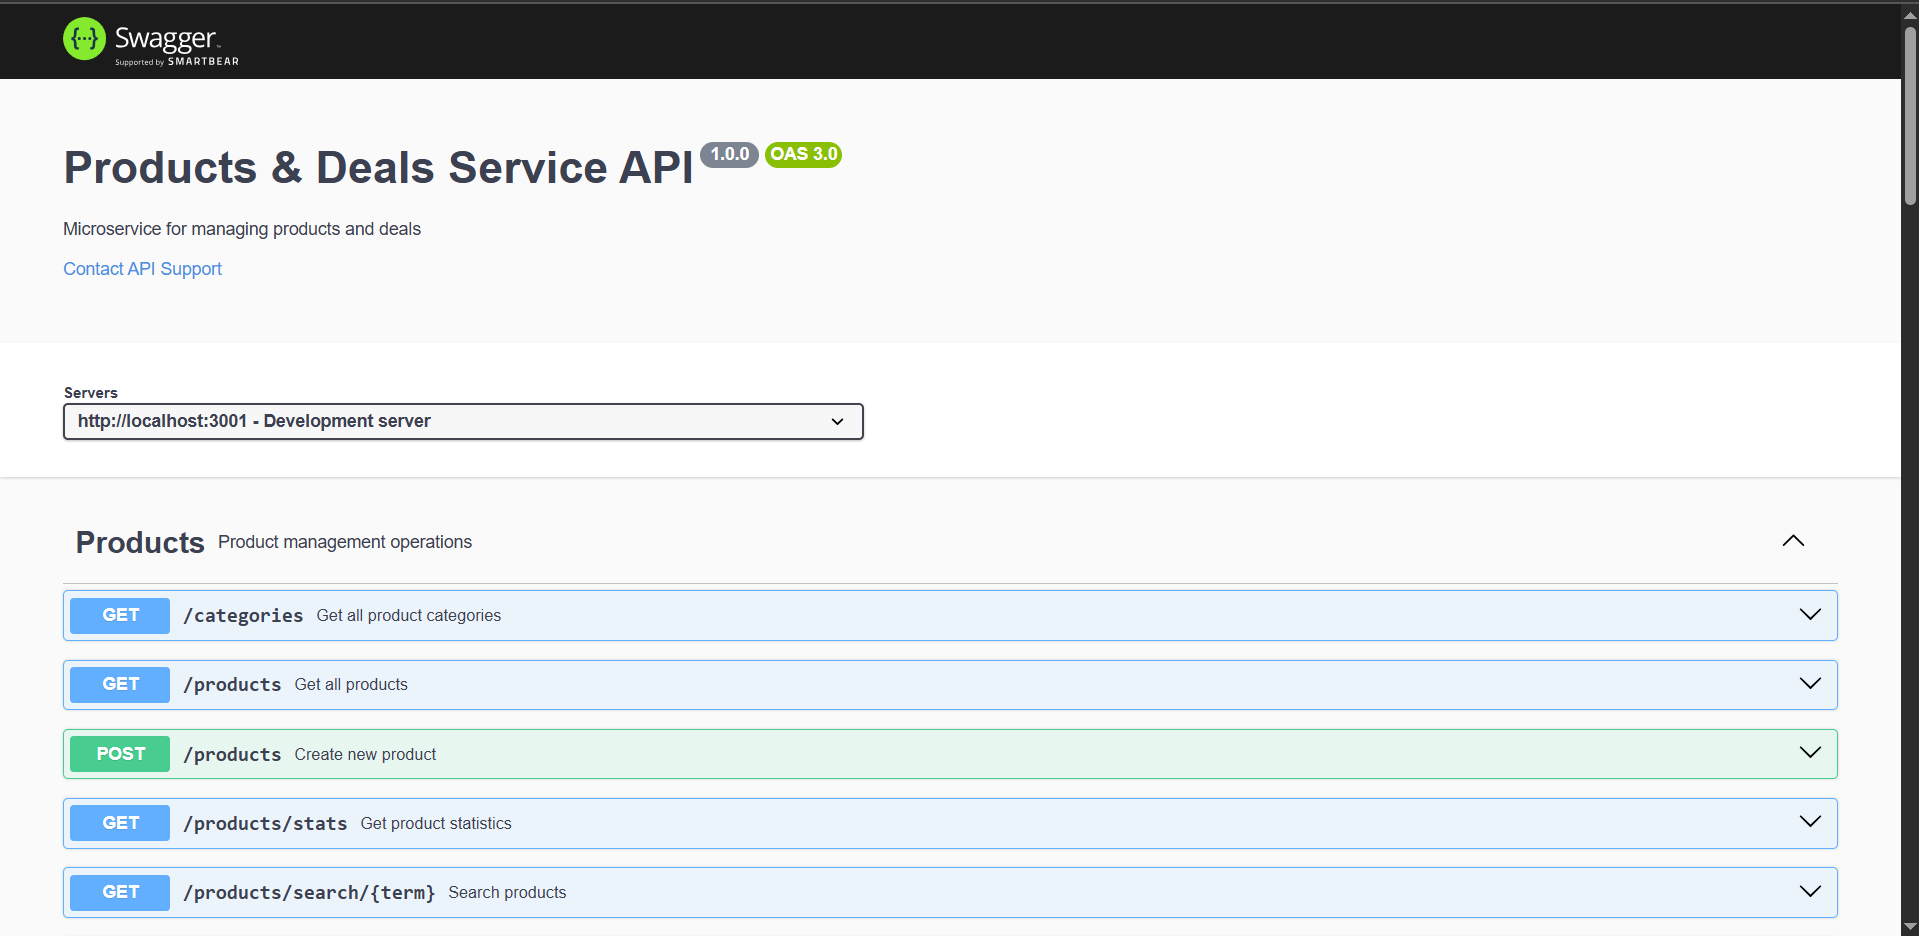 {···} Swagger™
Supported by SMARTBEAR
Products & Deals Service API 1.0.0 OAS 3.0
Microservice for managing products and deals
Contact API Support
Servers
http://localhost:3001 - Development server
Products Product management operations
GET /categories Get all product categories
GET /products Get all products
POST /products Create new product
GET /products/stats Get product statistics
GET /products/search/{term} Search products